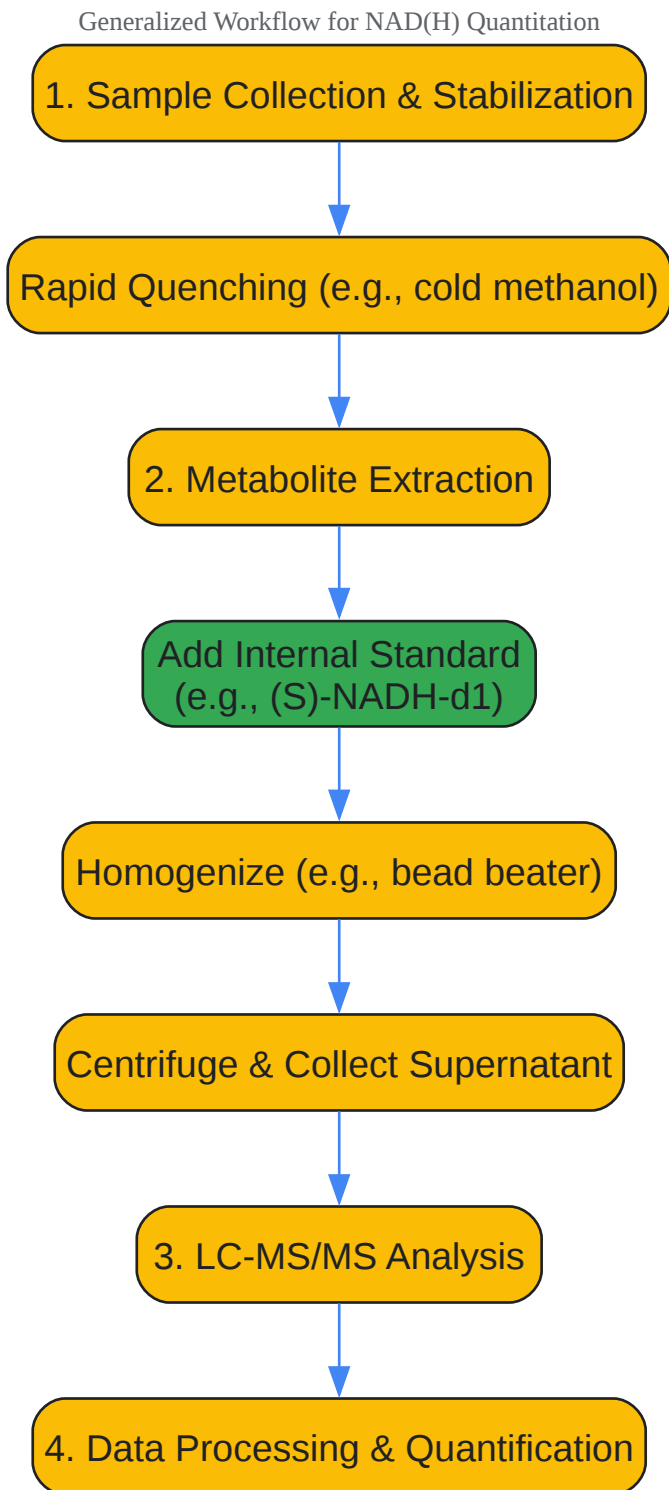 Generalized Workflow for NAD(H) Quantitation
1. Sample Collection & Stabilization
Rapid Quenching (e.g., cold methanol)
2. Metabolite Extraction
Add Internal Standard
(e.g., (S)-NADH-d1)
Homogenize (e.g., bead beater)
Centrifuge & Collect Supernatant
3. LC-MS/MS Analysis
4. Data Processing & Quantification